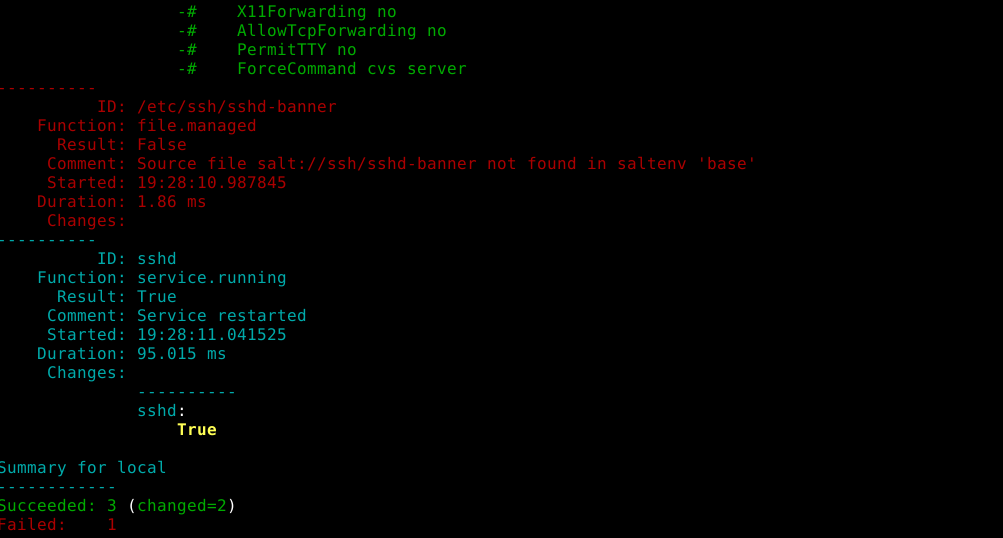 -#    X11Forwarding no
-#    AllowTcpForwarding no
-#    PermitTTY no
-#    ForceCommand cvs server
----------
ID: /etc/ssh/sshd-banner
Function: file.managed
Result: False
Comment: Source file salt://ssh/sshd-banner not found in saltenv 'base'
Started: 19:28:10.987845
Duration: 1.86 ms
Changes:
----------
ID: sshd
Function: service.running
Result: True
Comment: Service restarted
Started: 19:28:11.041525
Duration: 95.015 ms
Changes:
----------
sshd:
True
Summary for local
------------
Succeeded: 3 (changed=2)
Failed:    1